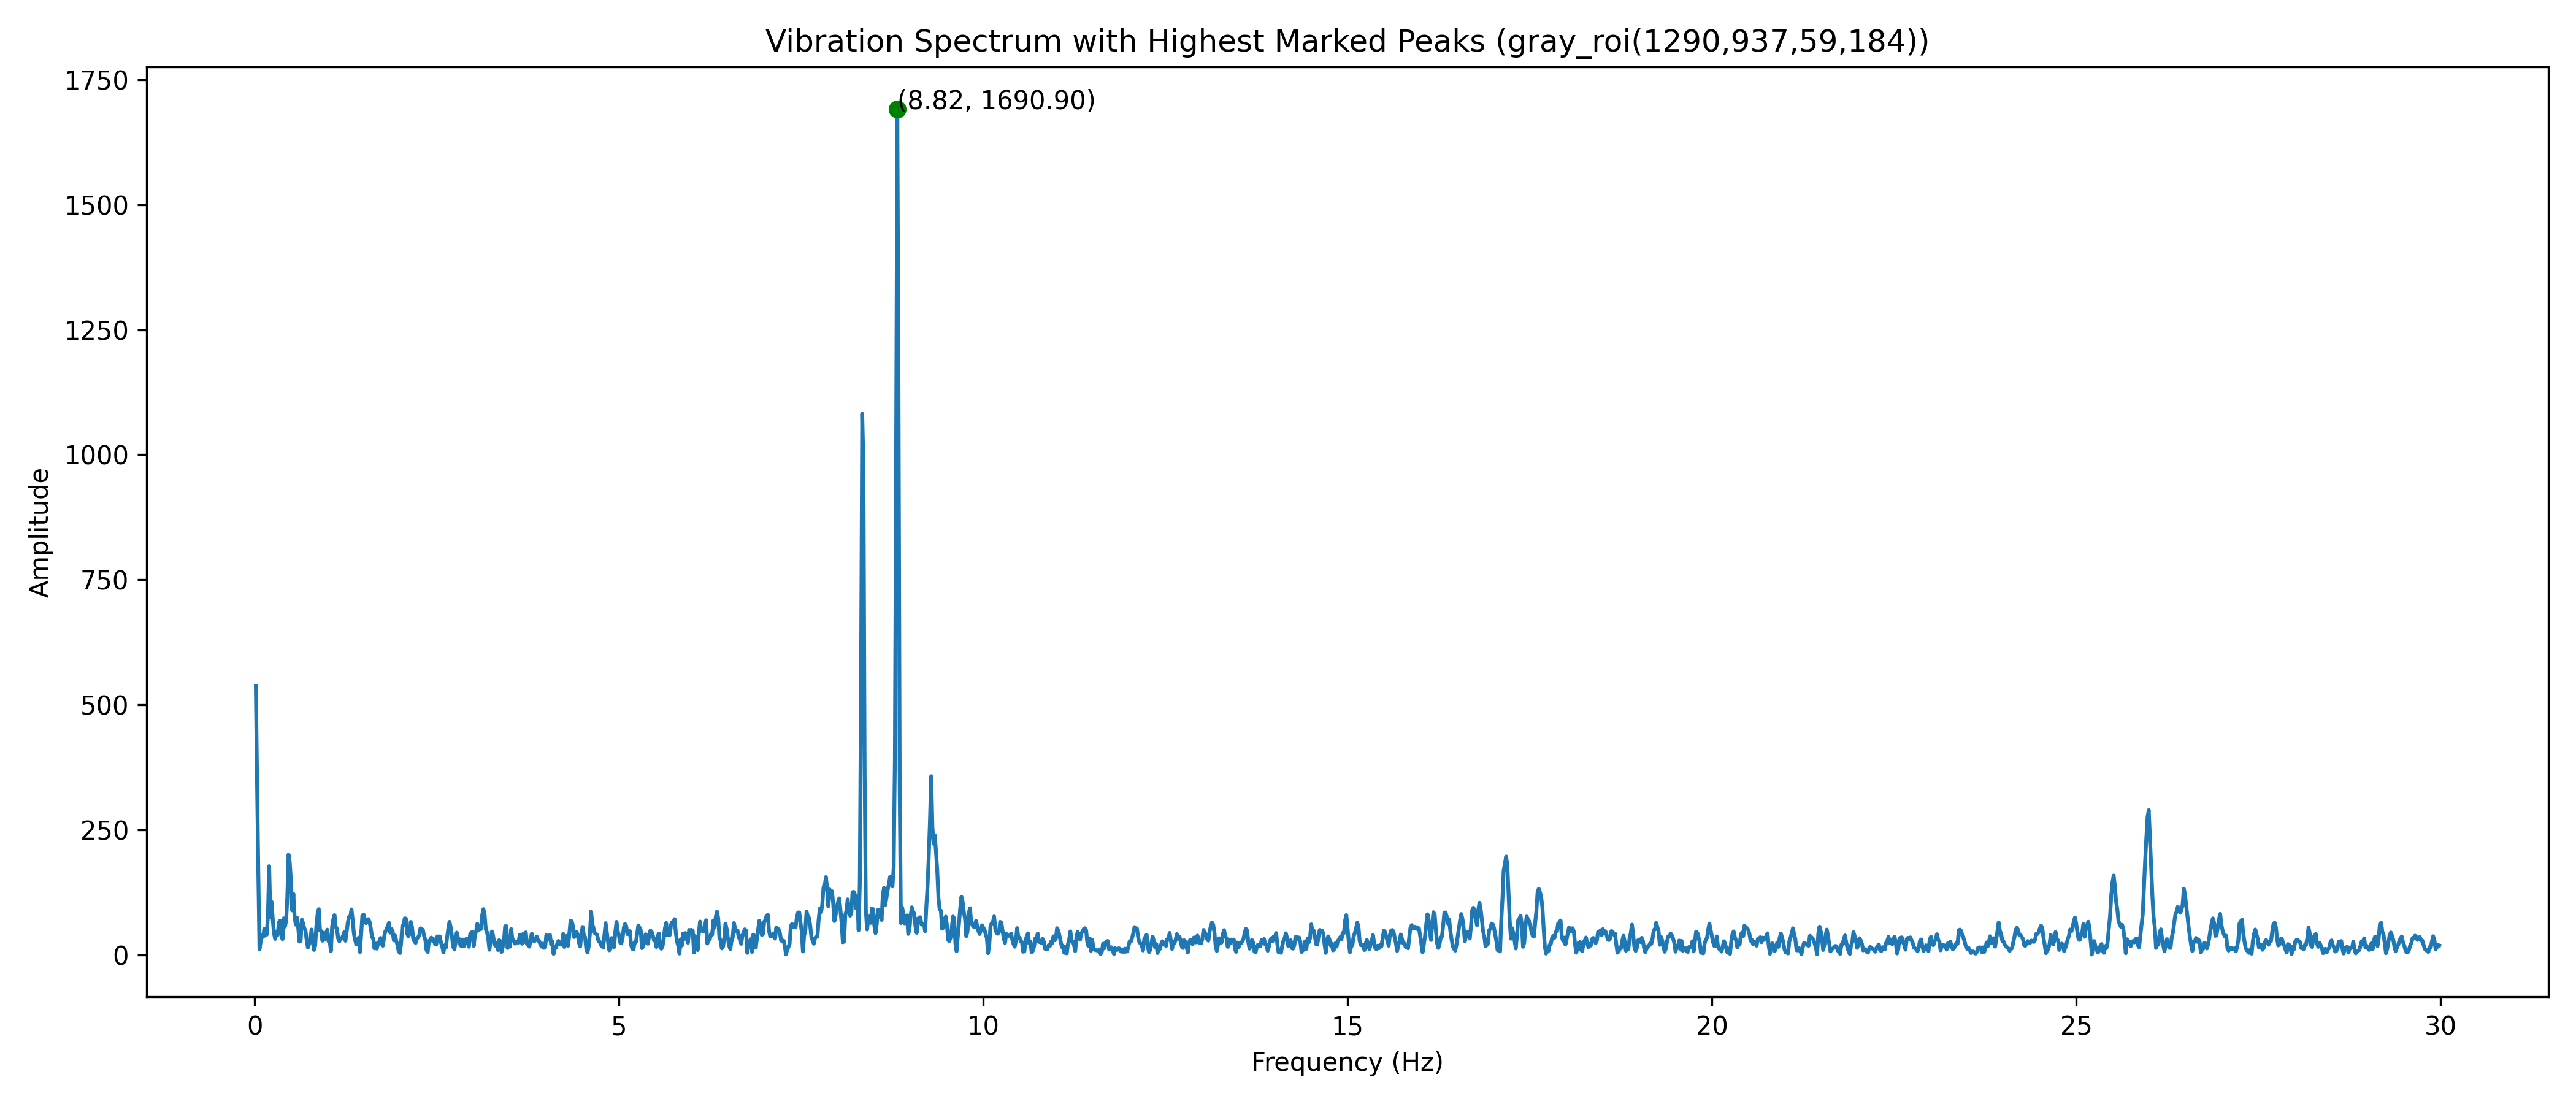 Vibration Spectrum with Highest Marked Peaks (gray_roi(1290,937,59,184))
(8.82, 1690.90)
1750
1500
1250
1000
750
500
250
0
Amplitude
0 5 10 15 20 25 30
Frequency (Hz)